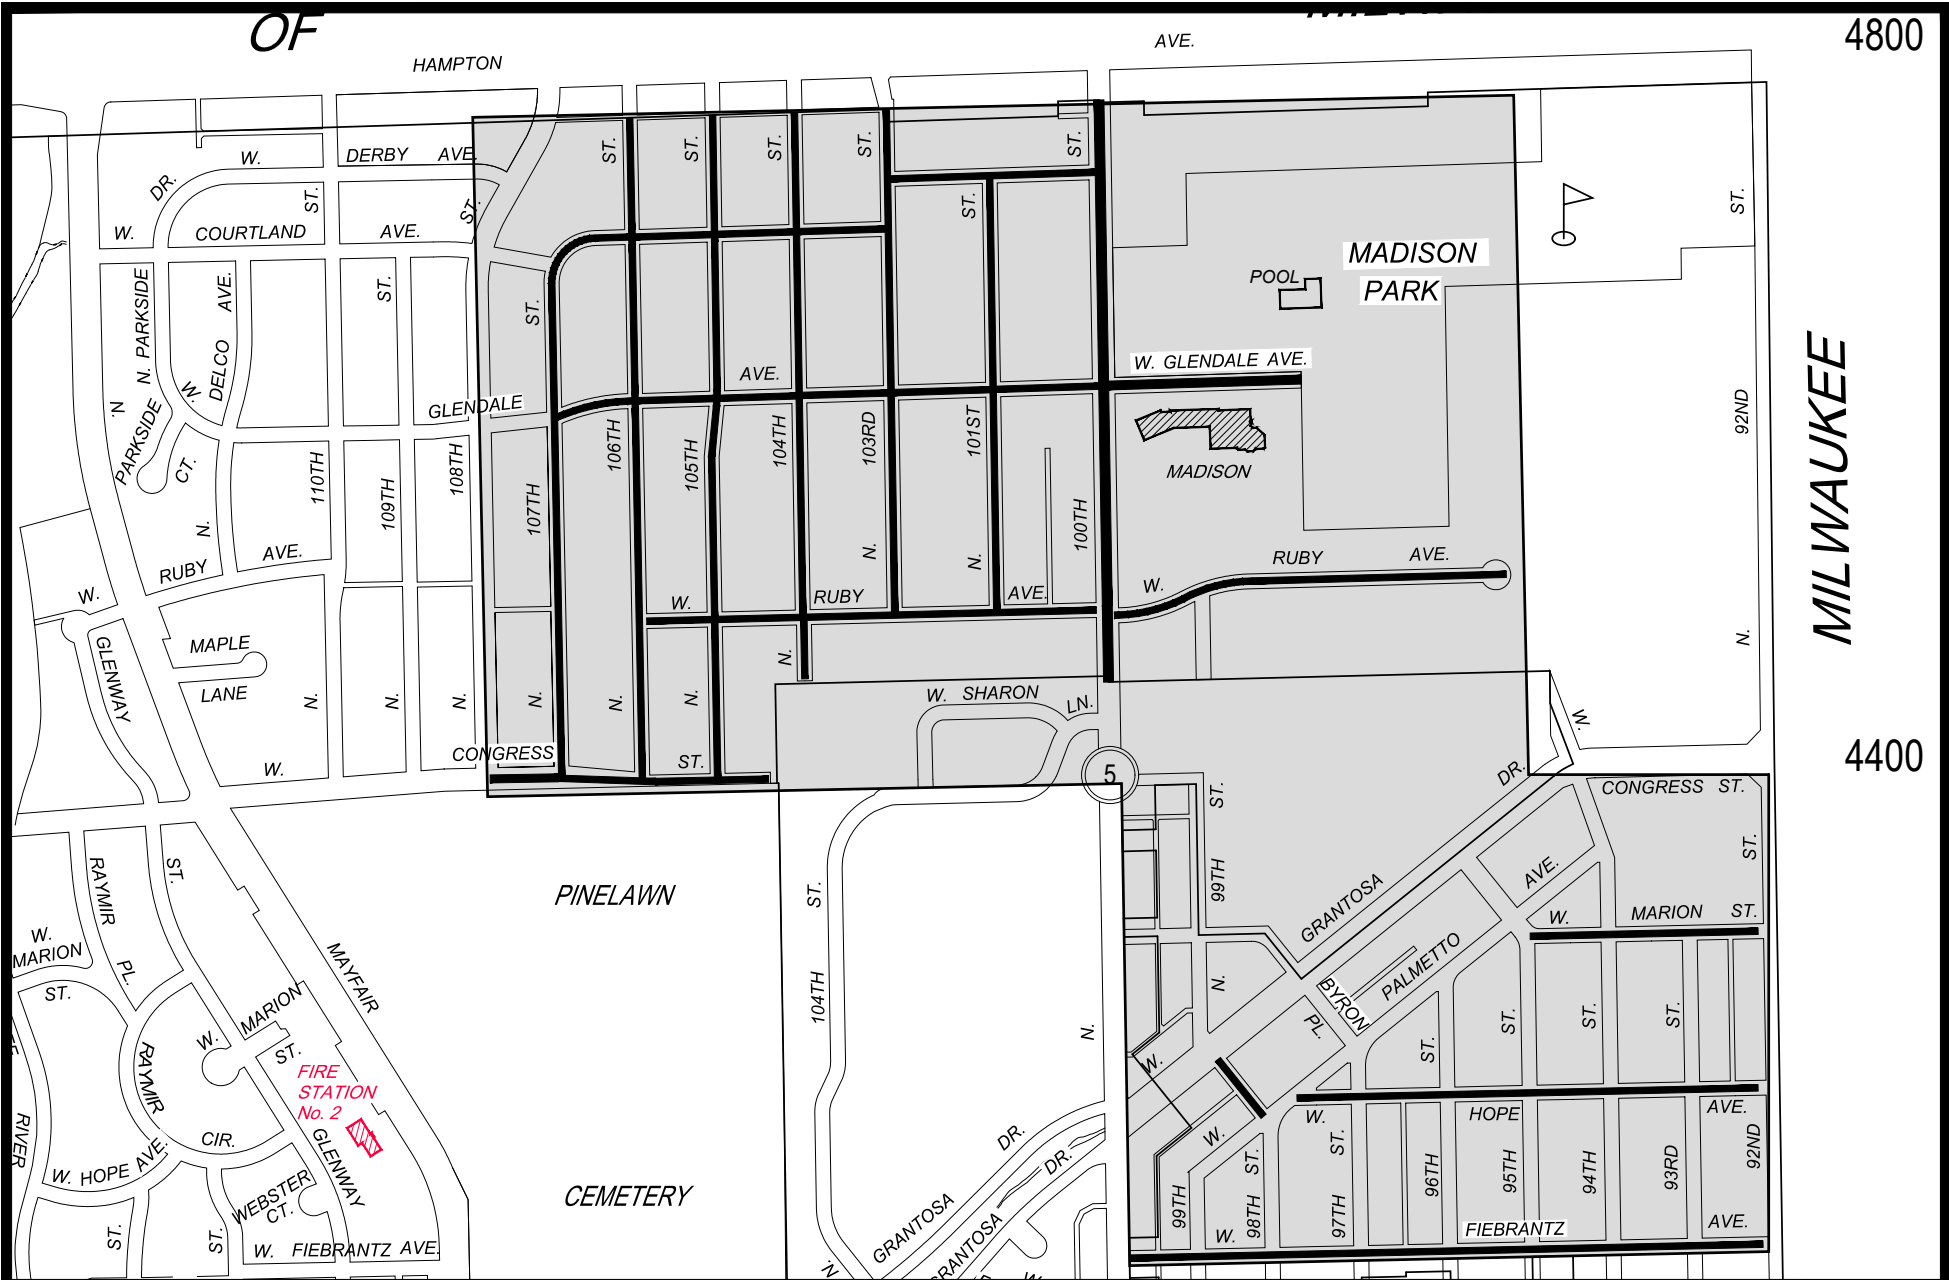 OF
4800
HAMPTON
AVE.
W. DERBY AVE.
DR.
ST.
ST.
ST.
ST.
ST.
ST.
ST.
ST.
ST.
ST.
W. COURTLAND AVE.
MADISON
PARK
POOL
N. PARKSIDE
DELCO AVE.
W.
ST.
ST.
W. GLENDALE AVE.
AVE.
GLENDALE
MILWAUKEE
92ND
N.
PARKSIDE
CT.
N.
110TH
109TH
108TH
107TH
106TH
105TH
104TH
103RD
101ST
100TH
MADISON
N.
N.
RUBY AVE.
W. RUBY AVE.
W. RUBY AVE.
W.
GLENWAY
MAPLE
LANE
N.
N.
N.
N.
N.
N.
N.
N.
W. SHARON LN.
W.
W.
CONGRESS
ST.
4400
5
DR.
CONGRESS ST.
ST.
ST.
99TH
RAYMIR
PL.
ST.
PINELAWN
ST.
104TH
N.
GRANTOSA
AVE.
W. MARION ST.
W.
MARION
ST.
MAYFAIR
MARION
W.
ST.
N.
BYRON
PL.
PALMETTO
W.
ST.
ST.
ST.
ST.
RAYMIR
CIR.
FIRE
STATION
No. 2
RIVER
W. HOPE AVE.
GLENWAY
DR.
DR.
W. HOPE AVE.
W.
ST.
ST.
99TH
98TH
97TH
96TH
95TH
94TH
93RD
92ND
WEBSTER
CT.
CEMETERY
GRANTOSA
GRANTOSA
ST.
ST.
W. FIEBRANTZ AVE.
W. FIEBRANTZ AVE.
N.
W.